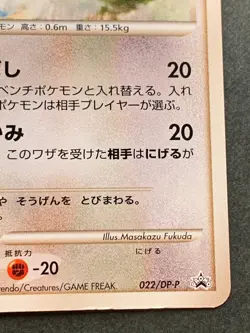 モン 高さ：0.6m 重さ：15.5kg
し 20
ベンチポケモンと入れ替える。入れ
ポケモンは相手プレイヤーが選ぶ。
み 20
このワザを受けた相手はにげるが
や そうげんを とびまわる。
Illus.Masakazu Fukuda
抵抗力 にげる
-20
022/DP-P
endo/Creatures/GAME FREAK